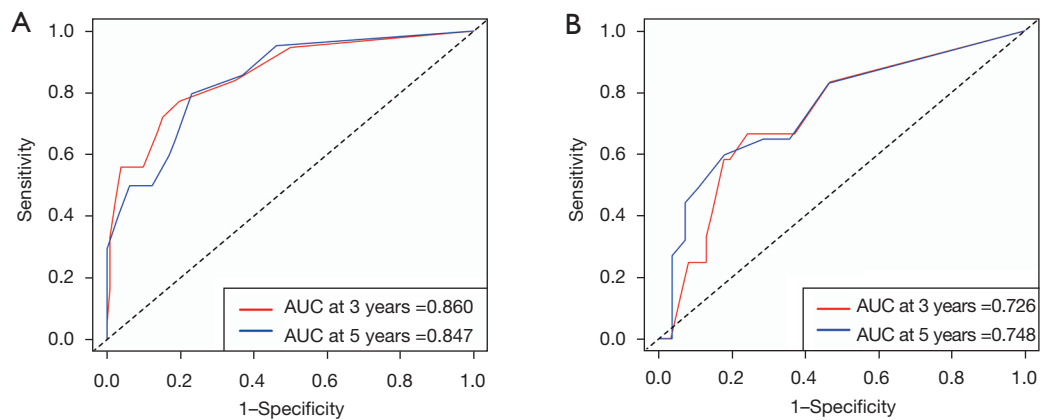 A
1.0
0.8
0.6
0.4
0.2
0.0
Sensitivity
AUC at 3 years =0.860
AUC at 5 years =0.847
0.0 0.2 0.4 0.6 0.8 1.0
1–Specificity
B
1.0
0.8
0.6
0.4
0.2
0.0
Sensitivity
AUC at 3 years =0.726
AUC at 5 years =0.748
0.0 0.2 0.4 0.6 0.8 1.0
1–Specificity